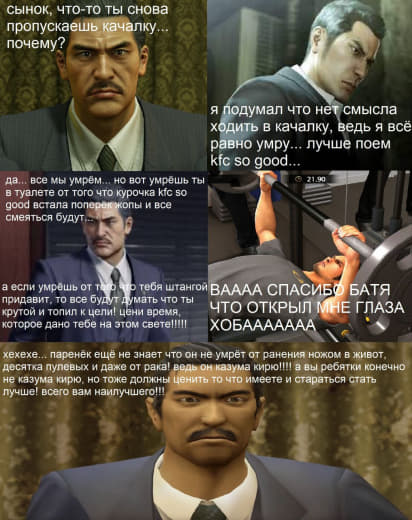 сынок, что-то ты снова
пропускаешь качалку...
почему?
я подумал что нет смысла
ходить в качалку, ведь я всё
равно умру... лучше поем
kfc so good...
да... все мы умрём... но вот умрёшь ты
в туалете от того что курочка kfc so
good встала поперёк жопы и все
смеяться будут...
а если умрёшь от того что тебя штангой
придавит, то все будут думать что ты
крутой и топил к цели! цени время,
которое дано тебе на этом свете!!!!!
21.90
ВАААА СПАСИБО БАТЯ
ЧТО ОТКРЫЛ МНЕ ГЛАЗА
ХОБААААААА
хехехе... паренёк ещё не знает что он не умрёт от ранения ножом в живот,
десятка пулевых и даже от рака! ведь он казума кирю!!!! а вы ребятки конечно
не казума кирю, но тоже должны ценить то что имеете и стараться стать
лучше! всего вам наилучшего!!!